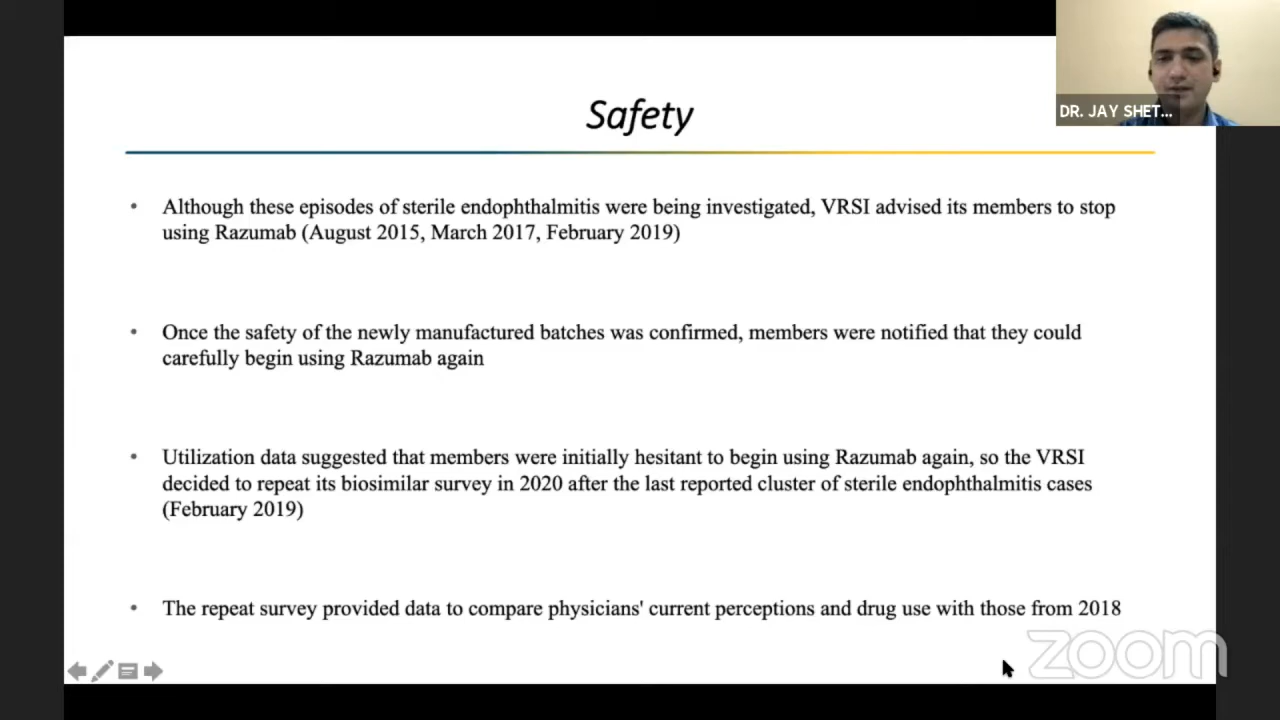 DR. JAY SHET...
Safety
• Although these episodes of sterile endophthalmitis were being investigated, VRSI advised its members to stop
using Razumab (August 2015, March 2017, February 2019)
• Once the safety of the newly manufactured batches was confirmed, members were notified that they could
carefully begin using Razumab again
• Utilization data suggested that members were initially hesitant to begin using Razumab again, so the VRSI
decided to repeat its biosimilar survey in 2020 after the last reported cluster of sterile endophthalmitis cases
(February 2019)
• The repeat survey provided data to compare physicians' current perceptions and drug use with those from 2018
zoom